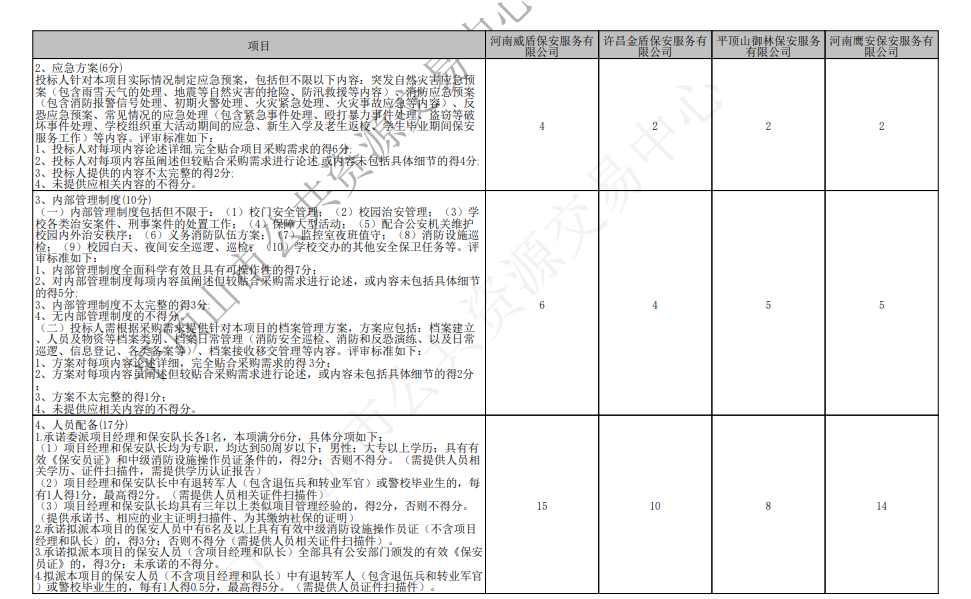 项目
河南威盾保安服务有
限公司
许昌金盾保安服务有
限公司
平顶山御林保安服务
有限公司
河南鹰安保安服务有
限公司
2、应急方案(6分)
投标人针对本项目实际情况制定应急预案，包括但不限以下内容：突发自然灾害应急预
案（包含雨雪天气的处理、地震等自然灾害的抢险、防汛救援等内容）、消防应急预案
（包含消防报警信号处理、初期火警处理、火灾紧急处理、火灾事故应急等内容）、反
恐应急预案、常见情况的应急处理（包含紧急事件处理、殴打暴力事件处理、盗窃等破
坏事件处理、学校组织重大活动期间的应急、新生入学及老生返校、学生毕业期间保安
服务工作）等内容。评审标准如下：
1、投标人对每项内容论述详细,完全贴合项目采购需求的得6分;
2、投标人对每项内容虽阐述但较贴合采购需求进行论述,或内容未包括具体细节的得4分;
3、投标人提供的内容不太完整的得2分;
4、未提供应相关内容的不得分。
4
2
2
2
3、内部管理制度(10分)
（一）内部管理制度包括但不限于：（1）校门安全管理；（2）校园治安管理；（3）学
校各类治安案件、刑事案件的处置工作；（4）保障大型活动；（5）配合公安机关维护
校园内外治安秩序；（6）义务消防队伍方案；（7）监控室夜班值守；（8）消防设施巡
检；（9）校园白天、夜间安全巡逻、巡检；（10）学校交办的其他安全保卫任务等。评
审标准如下：
1、内部管理制度全面科学有效且具有可操作性的得7分；
2、对内部管理制度每项内容虽阐述但较贴合采购需求进行论述，或内容未包括具体细节
的得5分;
3、内部管理制度不太完整的得3分;
4、无内部管理制度的不得分。
（二）投标人需根据采购需求提供针对本项目的档案管理方案，方案应包括：档案建立
、人员及物资等档案类别、档案日常管理（消防安全巡检、消防和反恐演练、以及日常
巡逻、信息登记、各类备案等）、档案接收移交管理等内容。评审标准如下：
1、方案对每项内容论述详细，完全贴合采购需求的得 3分；
2、方案对每项内容虽阐述但较贴合采购需求进行论述，或内容未包括具体细节的得2分
；
3、方案不太完整的得1分；
4、未提供应相关内容的不得分。
6
4
5
5
4、人员配备(17分)
1.承诺委派项目经理和保安队长各1名，本项满分6分，具体分项如下：
（1）项目经理和保安队长均为专职，均达到50周岁以下；男性；大专以上学历；具有有
效《保安员证》和中级消防设施操作员证条件的，得2分；否则不得分。（需提供人员相
关学历、证件扫描件，需提供学历认证报告）
（2）项目经理和保安队长中有退转军人（包含退伍兵和转业军官）或警校毕业生的，每
有1人得1分，最高得2分。（需提供人员相关证件扫描件）
（3）项目经理和保安队长均具有三年以上类似项目管理经验的，得2分，否则不得分。
（提供承诺书、相应的业主证明扫描件、为其缴纳社保的证明）
2.承诺拟派本项目的保安人员中有6名及以上具有有效中级消防设施操作员证（不含项目
经理和队长）的，得3分；否则不得分（需提供人员相关证件扫描件）。
3.承诺拟派本项目的保安人员（含项目经理和队长）全部具有公安部门颁发的有效《保安
员证》的，得3分；未承诺的不得分。
4.拟派本项目的保安人员（不含项目经理和队长）中有退转军人（包含退伍兵和转业军官
）或警校毕业生的，每有1人得0.5分，最高得5分。（需提供人员证件扫描件）。
15
10
8
14
平顶山市公共资源交易中心
市公共资源交易中心